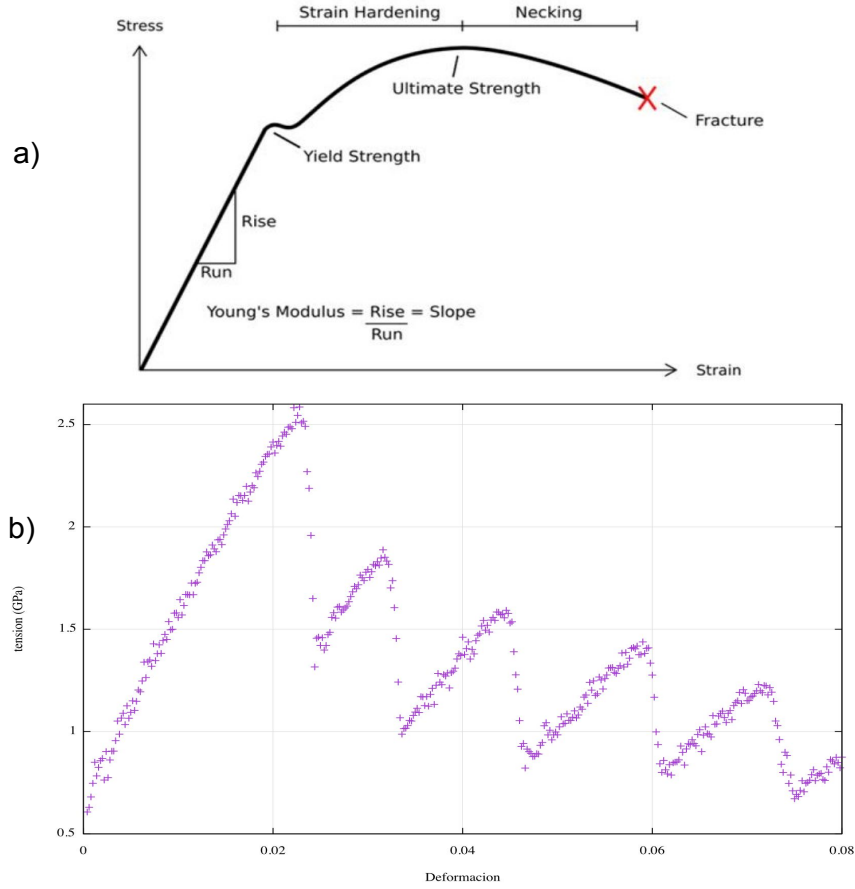 Strain Hardening Necking
Stress
Ultimate Strength
Fracture
a)
Yield Strength
Rise
Run
Young's Modulus = Rise = Slope
Run
Strain
b)
2.5
2
1.5
1
0.5
tension (GPa)
0 0.02 0.04 0.06 0.08
Deformacion